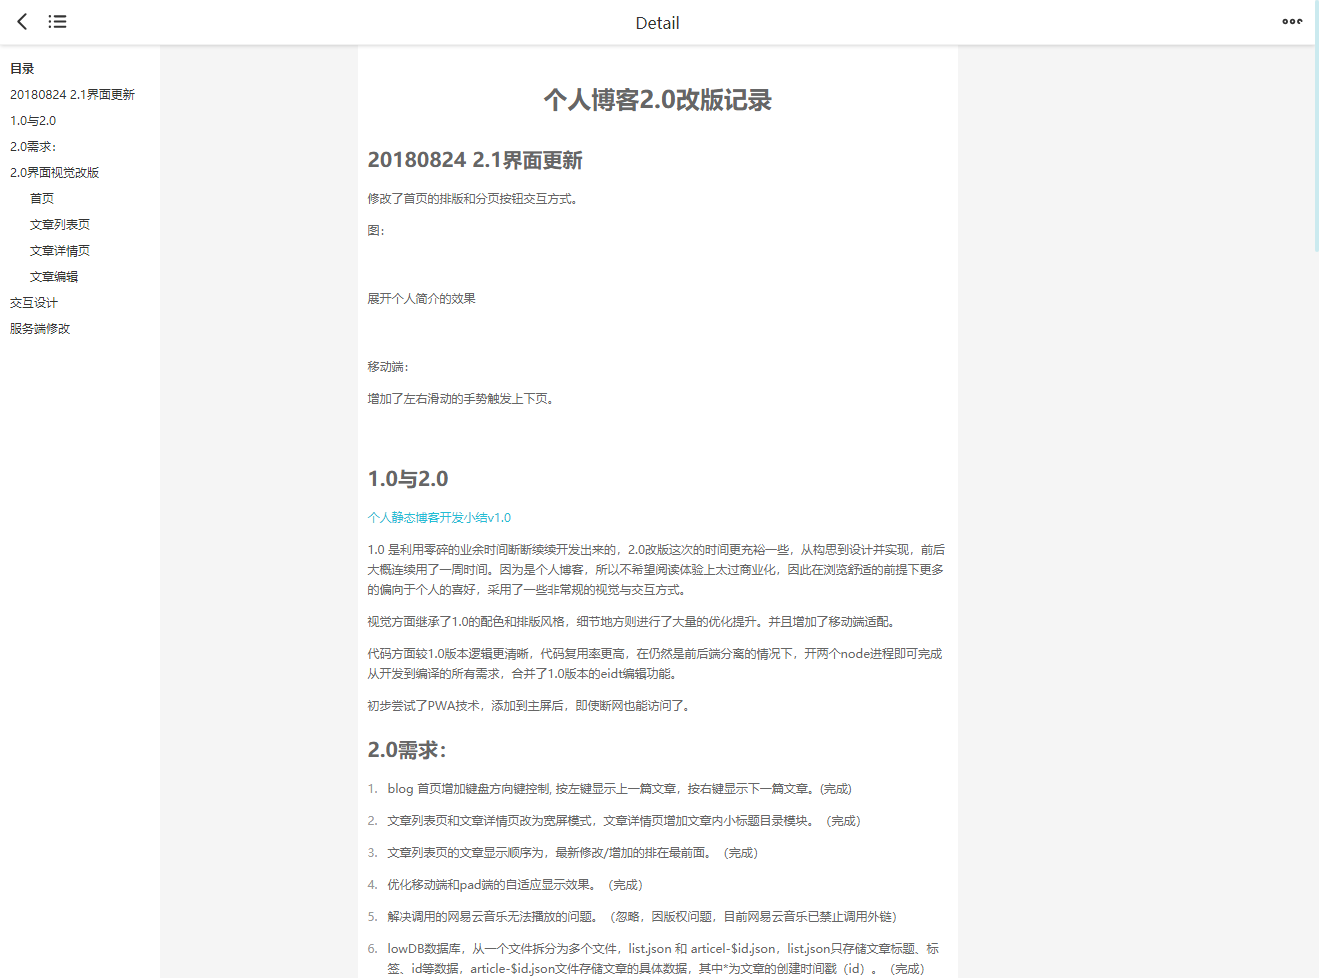 Detail
目录
20180824 2.1界面更新
1.0与2.0
2.0需求：
2.0界面视觉改版
首页
文章列表页
文章详情页
文章编辑
交互设计
服务端修改
个人博客2.0改版记录
20180824 2.1界面更新
修改了首页的排版和分页按钮交互方式。
图：
展开个人简介的效果
移动端：
增加了左右滑动的手势触发上下页。
1.0与2.0
个人静态博客开发小结v1.0
1.0 是利用零碎的业余时间断断续续开发出来的，2.0改版这次的时间更充裕一些，从构思到设计并实现，前后
大概连续用了一周时间。因为是个人博客，所以不希望阅读体验上太过商业化，因此在浏览舒适的前提下更多
的偏向于个人的喜好，采用了一些非常规的视觉与交互方式。
视觉方面继承了1.0的配色和排版风格，细节地方则进行了大量的优化提升。并且增加了移动端适配。
代码方面较1.0版本逻辑更清晰，代码复用率更高，在仍然是前后端分离的情况下，开两个node进程即可完成
从开发到编译的所有需求，合并了1.0版本的eidt编辑功能。
初步尝试了PWA技术，添加到主屏后，即使断网也能访问了。
2.0需求：
1. blog 首页增加键盘方向键控制, 按左键显示上一篇文章，按右键显示下一篇文章。(完成)
2. 文章列表页和文章详情页改为宽屏模式，文章详情页增加文章内小标题目录模块。（完成）
3. 文章列表页的文章显示顺序为，最新修改/增加的排在最前面。（完成）
4. 优化移动端和pad端的自适应显示效果。（完成）
5. 解决调用的网易云音乐无法播放的问题。（忽略，因版权问题，目前网易云音乐已禁止调用外链）
6. lowDB数据库，从一个文件拆分为多个文件，list.json 和 articel-$id.json，list.json只存储文章标题、标
签、id等数据，article-$id.json文件存储文章的具体数据，其中*为文章的创建时间戳（id）。（完成）